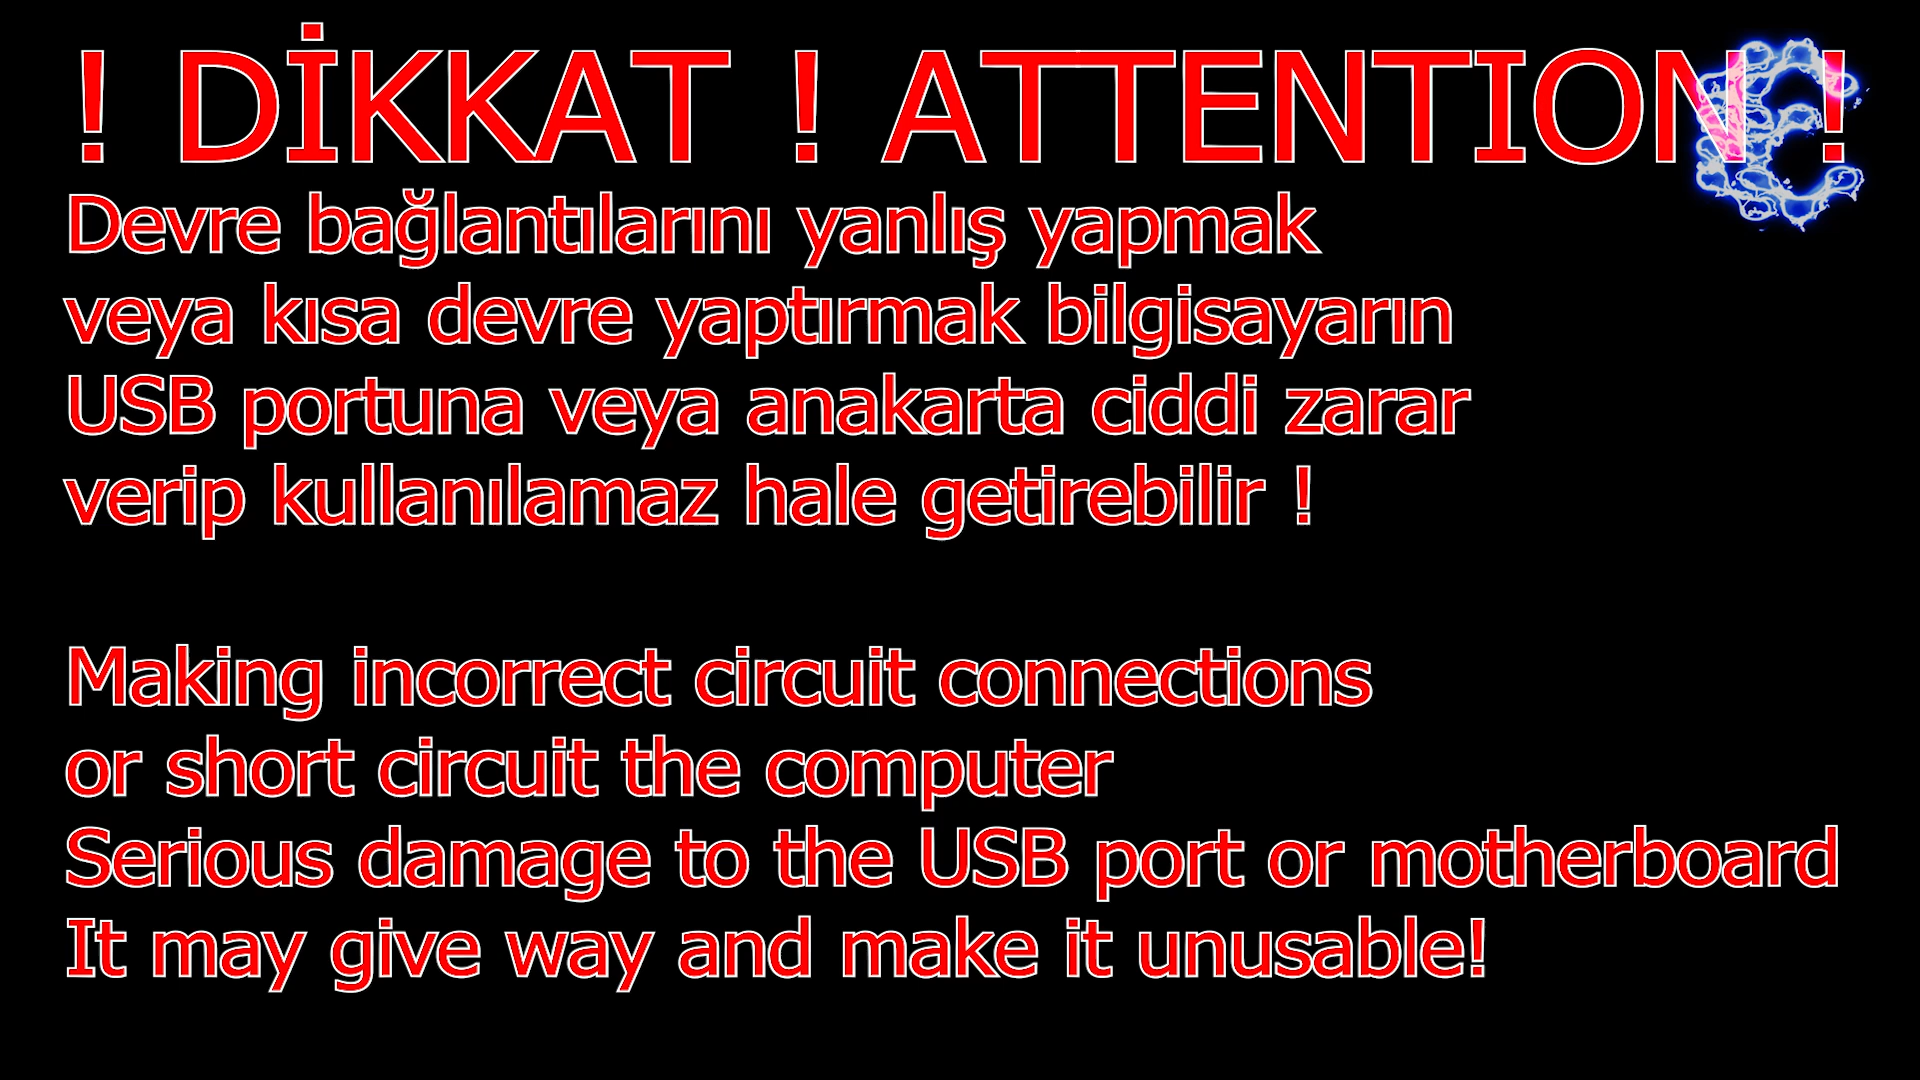 ! DİKKAT ! ATTENTION !
Devre bağlantılarını yanlış yapmak
veya kısa devre yaptırmak bilgisayarın
USB portuna veya anakarta ciddi zarar
verip kullanılamaz hale getirebilir !
Making incorrect circuit connections
or short circuit the computer
Serious damage to the USB port or motherboard
It may give way and make it unusable!